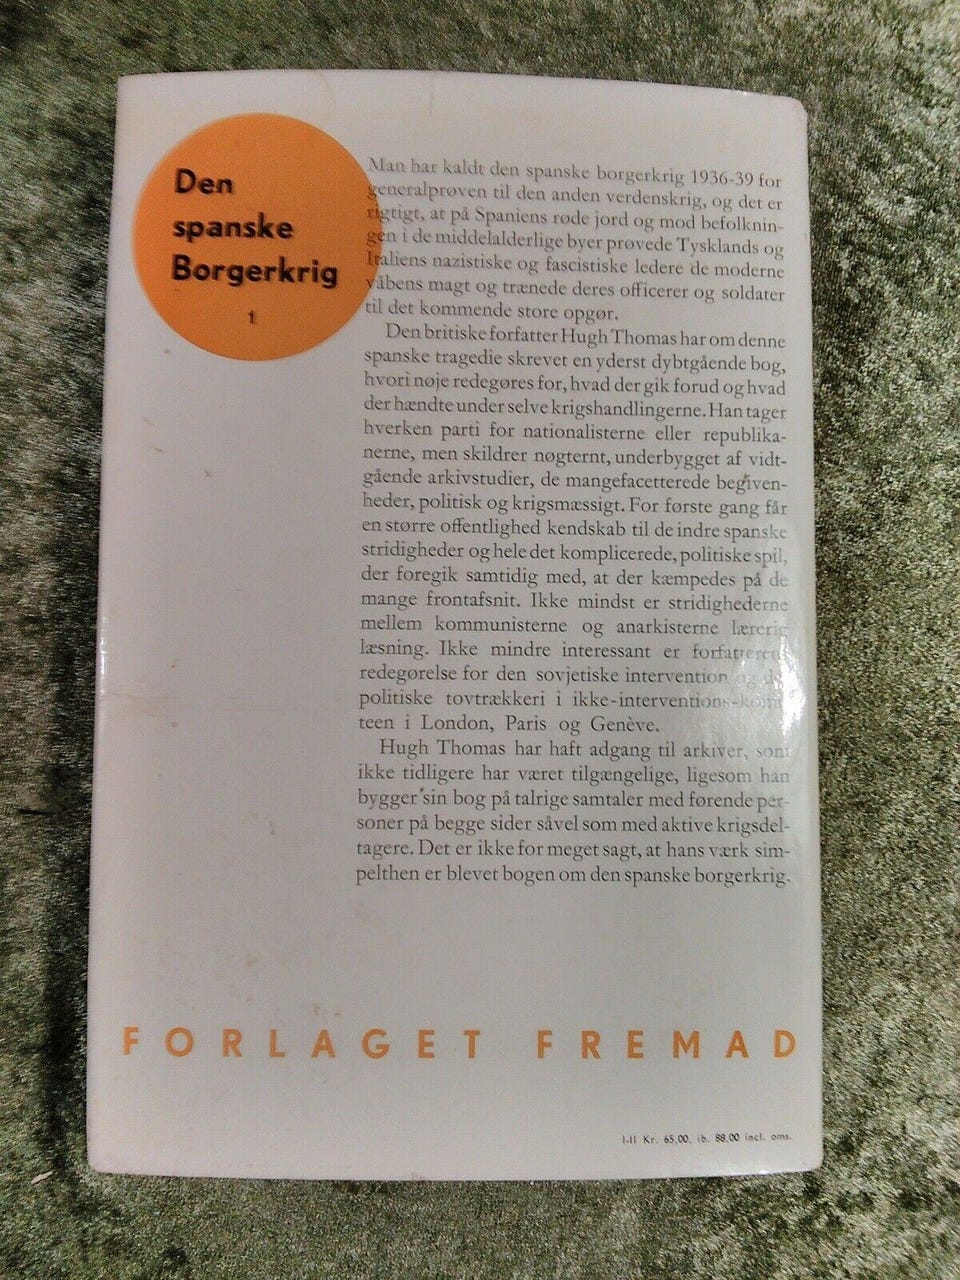 Den
spanske
Borgerkrig
1
Man har kaldt den spanske borgerkrig 1936-39 for
generalprøven til den anden verdenskrig, og det er
rigtigt, at på Spaniens røde jord og mod befolknin-
gen i de middelalderlige byer prøvede Tysklands og
Italiens nazistiske og fascistiske ledere de moderne
våbens magt og trænede deres officerer og soldater
til det kommende store opgør.
Den britiske forfatter Hugh Thomas har om denne
spanske tragedie skrevet en yderst dybtgående bog,
hvori nøje redegøres for, hvad der gik forud og hvad
der hændte under selve krigshandlingerne. Han tager
hverken parti for nationalisterne eller republika-
nerne, men skildrer nøgternt, underbygget af vidt-
gående arkivstudier, de mangefacetterede begiven-
heder, politisk og krigsmæssigt. For første gang får
en større offentlighed kendskab til de indre spanske
stridigheder og hele det komplicerede, politiske spil,
der foregik samtidig med, at der kæmpedes på de
mange frontafsnit. Ikke mindst er stridighederne
mellem kommunisterne og anarkisterne lærerig
læsning. Ikke mindre interessant er forfatterens
redegørelse for den sovjetiske intervention og
politiske tovtrækkeri i ikke-interventions-komi-
teen i London, Paris og Genève.
Hugh Thomas har haft adgang til arkiver, som
ikke tidligere har været tilgængelige, ligesom han
bygger sin bog på talrige samtaler med førende per-
soner på begge sider såvel som med aktive krigsdel-
tagere. Det er ikke for meget sagt, at hans værk sim-
pelthen er blevet bogen om den spanske borgerkrig.
FORLAGET FREMAD
I-II Kr. 65.00, ib. 88.00 incl. oms.